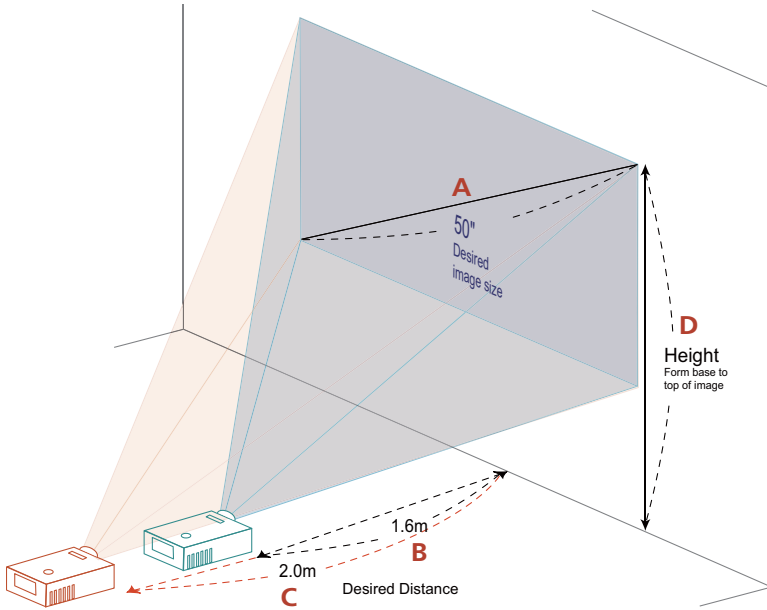 A
50"
Desired
image size
D
Height
Form base to
top of image
1.6m
B
2.0m
C
Desired Distance